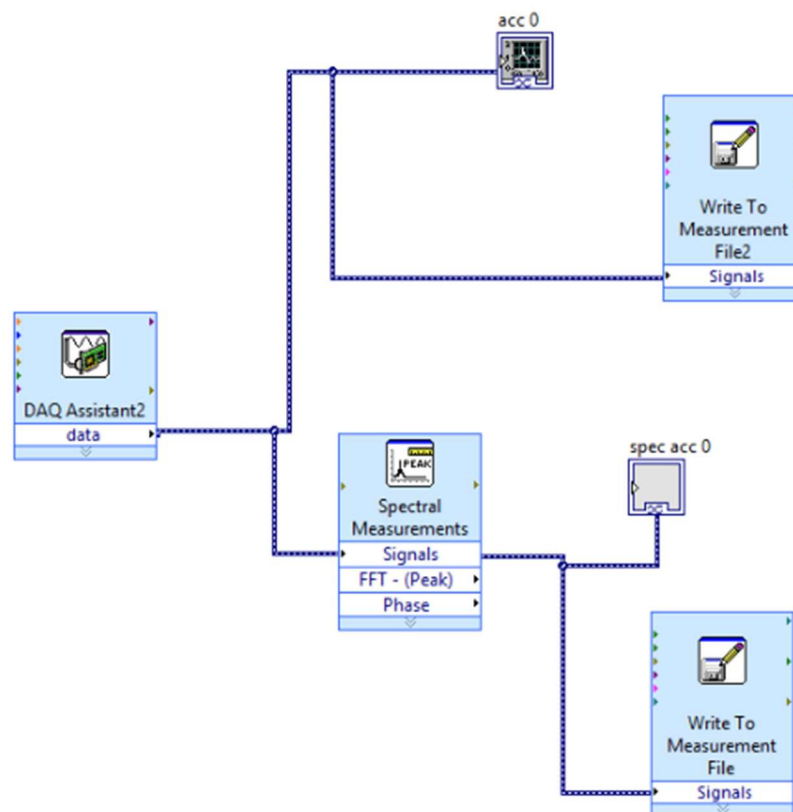 acc 0
Write To
Measurement
File2
Signals
DAQ Assistant2
data
PEAK
Spectral
Measurements
Signals
FFT - (Peak)
Phase
spec acc 0
Write To
Measurement
File
Signals